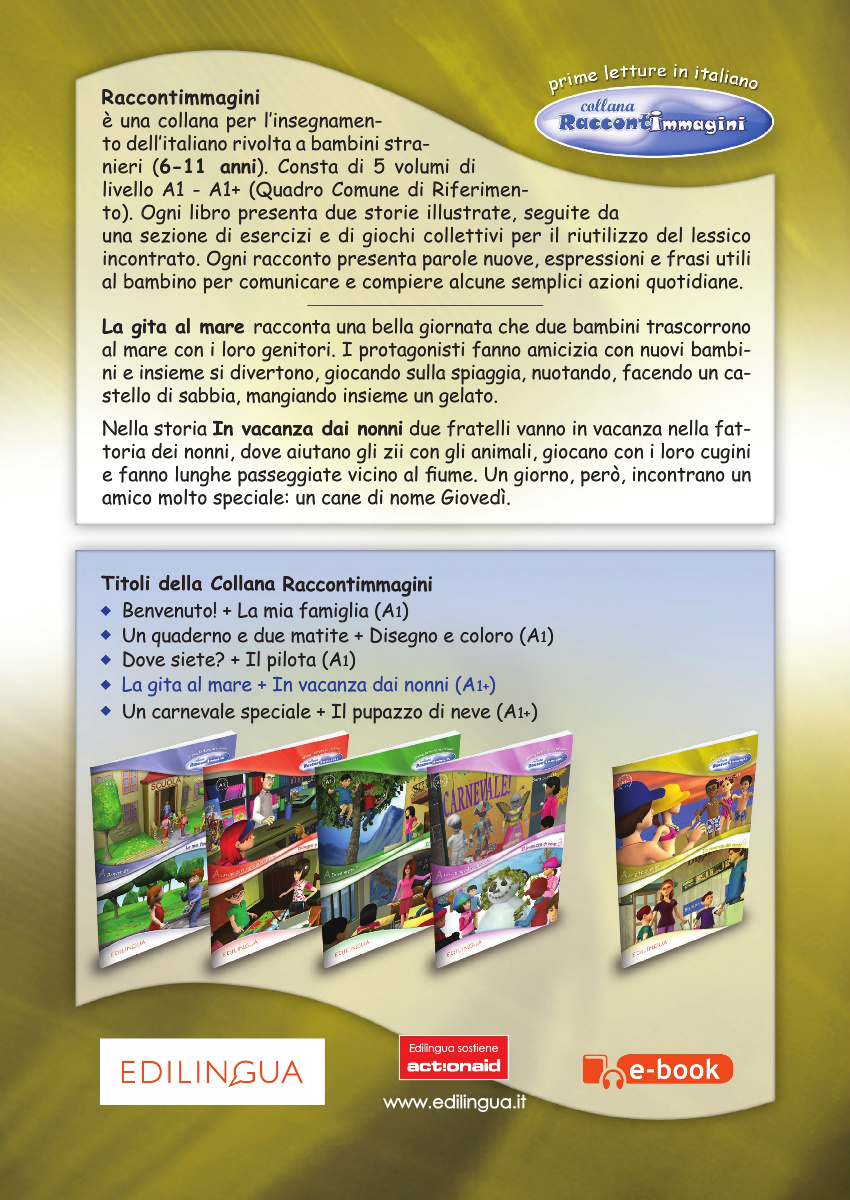 prime letture in italiano
collana
Raccontimmagini
Raccontimmagini
è una collana per l'insegnamen-
to dell'italiano rivolta a bambini stra-
nieri (6-11 anni). Consta di 5 volumi di
livello A1 - A1+ (Quadro Comune di Riferimen-
to). Ogni libro presenta due storie illustrate, seguite da
una sezione di esercizi e di giochi collettivi per il riutilizzo del lessico
incontrato. Ogni racconto presenta parole nuove, espressioni e frasi utili
al bambino per comunicare e compiere alcune semplici azioni quotidiane.
La gita al mare racconta una bella giornata che due bambini trascorrono
al mare con i loro genitori. I protagonisti fanno amicizia con nuovi bambi-
ni e insieme si divertono, giocando sulla spiaggia, nuotando, facendo un ca-
stello di sabbia, mangiando insieme un gelato.
Nella storia In vacanza dai nonni due fratelli vanno in vacanza nella fat-
toria dei nonni, dove aiutano gli zii con gli animali, giocano con i loro cugini
e fanno lunghe passeggiate vicino al fiume. Un giorno, però, incontrano un
amico molto speciale: un cane di nome Giovedì.
Titoli della Collana Raccontimmagini
◆ Benvenuto! + La mia famiglia (A1)
◆ Un quaderno e due matite + Disegno e coloro (A1)
◆ Dove siete? + Il pilota (A1)
◆ La gita al mare + In vacanza dai nonni (A1+)
◆ Un carnevale speciale + Il pupazzo di neve (A1+)
SCUOLA
CARNEVALE!
Il pupazzo di neve
EDILINGUA
EDILINGUA
EDILINGUA
EDILINGUA
EDILINGUA
EDILINGUA
Edilingua sostiene
act:onaid
www.edilingua.it
e-book